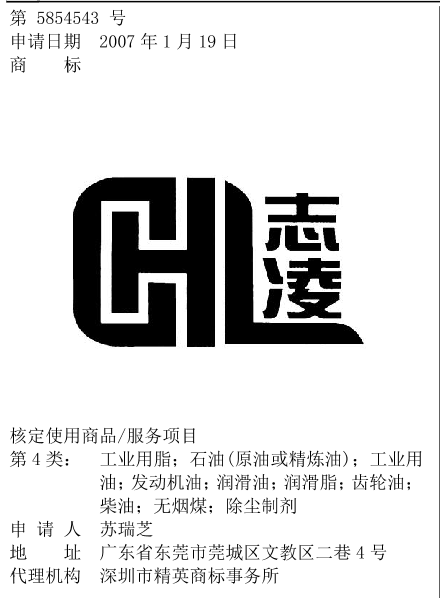 第 5854543 号
申请日期 2007 年 1 月 19 日
商 标
CHL
志
凌
核定使用商品/服务项目
第 4 类： 工业用脂；石油(原油或精炼油)；工业用
油；发动机油；润滑油；润滑脂；齿轮油；
柴油；无烟煤；除尘制剂
申 请 人 苏瑞芝
地 址 广东省东莞市莞城区文教区二巷 4 号
代理机构 深圳市精英商标事务所